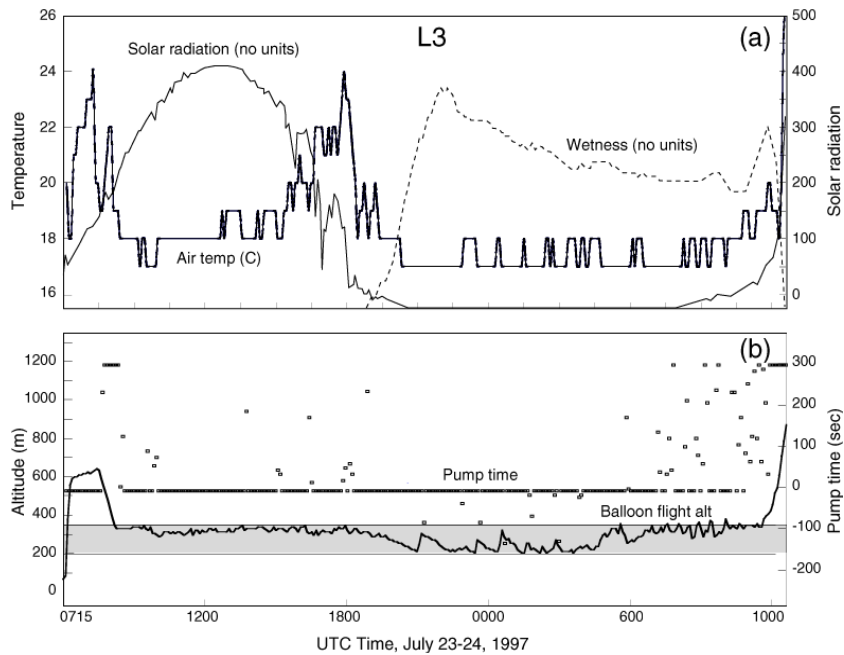 26
24
22
20
18
16
Temperature
L3
(a)
Solar radiation (no units)
Wetness (no units)
Air temp (C)
500
400
300
200
100
0
Solar radiation
1200
1000
800
600
400
200
0
Altitude (m)
(b)
Pump time
Balloon flight alt
300
200
100
0
-100
-200
Pump time (sec)
0715 1200 1800 0000 600 1000
UTC Time, July 23-24, 1997